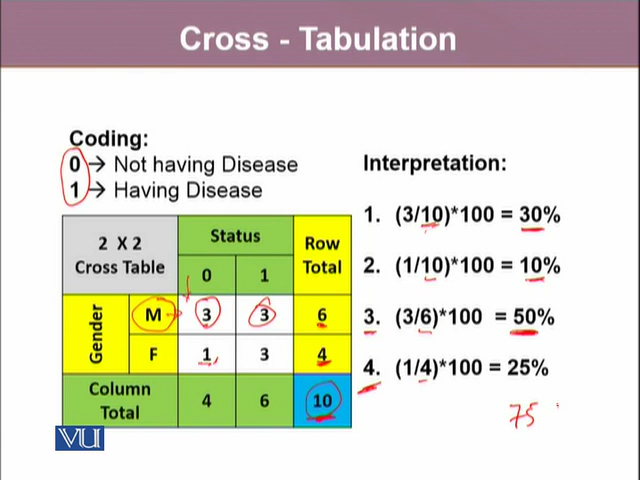 Cross - Tabulation
Coding:
0 → Not having Disease
1 → Having Disease
Interpretation:
1. (3/10)*100 = 30%
2. (1/10)*100 = 10%
3. (3/6)*100 = 50%
4. (1/4)*100 = 25%
75
2 X 2 Cross Table
Status
Row Total
0 1
Gender
M 3 3 6
F 1 3 4
Column Total 4 6 10
VU